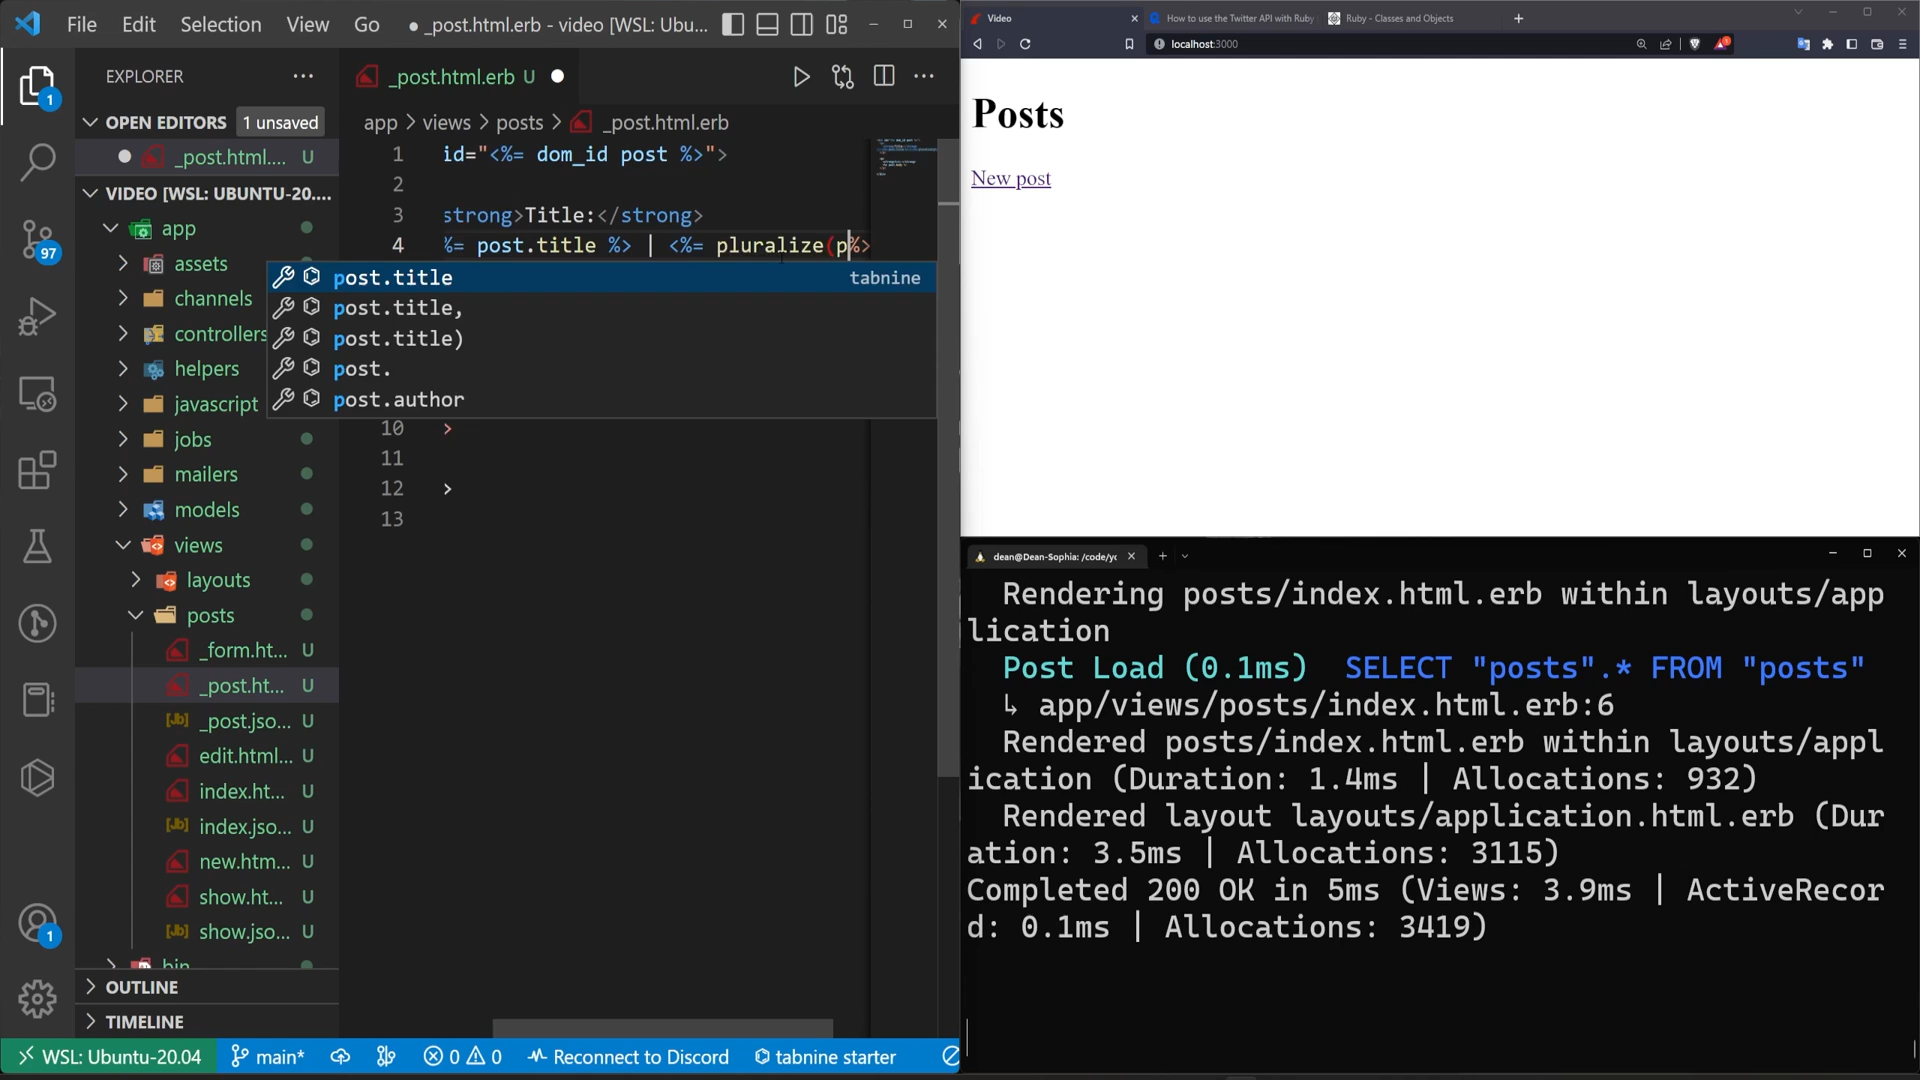 File Edit Selection View Go
● _post.html.erb - video [WSL: Ubu...
EXPLORER
OPEN EDITORS 1 unsaved
_post.html.... U
VIDEO [WSL: UBUNTU-20....
app
assets
channels
controllers
helpers
javascript
jobs
mailers
models
views
layouts
posts
_form.ht... U
_post.ht... U
_post.jso... U
edit.html... U
index.ht... U
index.jso... U
new.htm... U
show.ht... U
show.jso... U
bin
OUTLINE
TIMELINE
1
97
1
_post.html.erb U
app > views > posts > _post.html.erb
1 id="<%= dom_id post %>">
2
3 strong>Title:</strong>
4 %= post.title %> | <%= pluralize(p%>
post.title tabnine
post.title,
post.title)
post.
post.author
10 >
11
12 >
13
WSL: Ubuntu-20.04 main* 0 0 Reconnect to Discord tabnine starter
Video
How to use the Twitter API with Ruby
Ruby - Classes and Objects
localhost:3000
Posts
New post
dean@Dean-Sophia: /code/yc
Rendering posts/index.html.erb within layouts/app
lication
Post Load (0.1ms) SELECT "posts".* FROM "posts"
↳ app/views/posts/index.html.erb:6
Rendered posts/index.html.erb within layouts/appl
ication (Duration: 1.4ms | Allocations: 932)
Rendered layout layouts/application.html.erb (Dur
ation: 3.5ms | Allocations: 3115)
Completed 200 OK in 5ms (Views: 3.9ms | ActiveRecor
d: 0.1ms | Allocations: 3419)